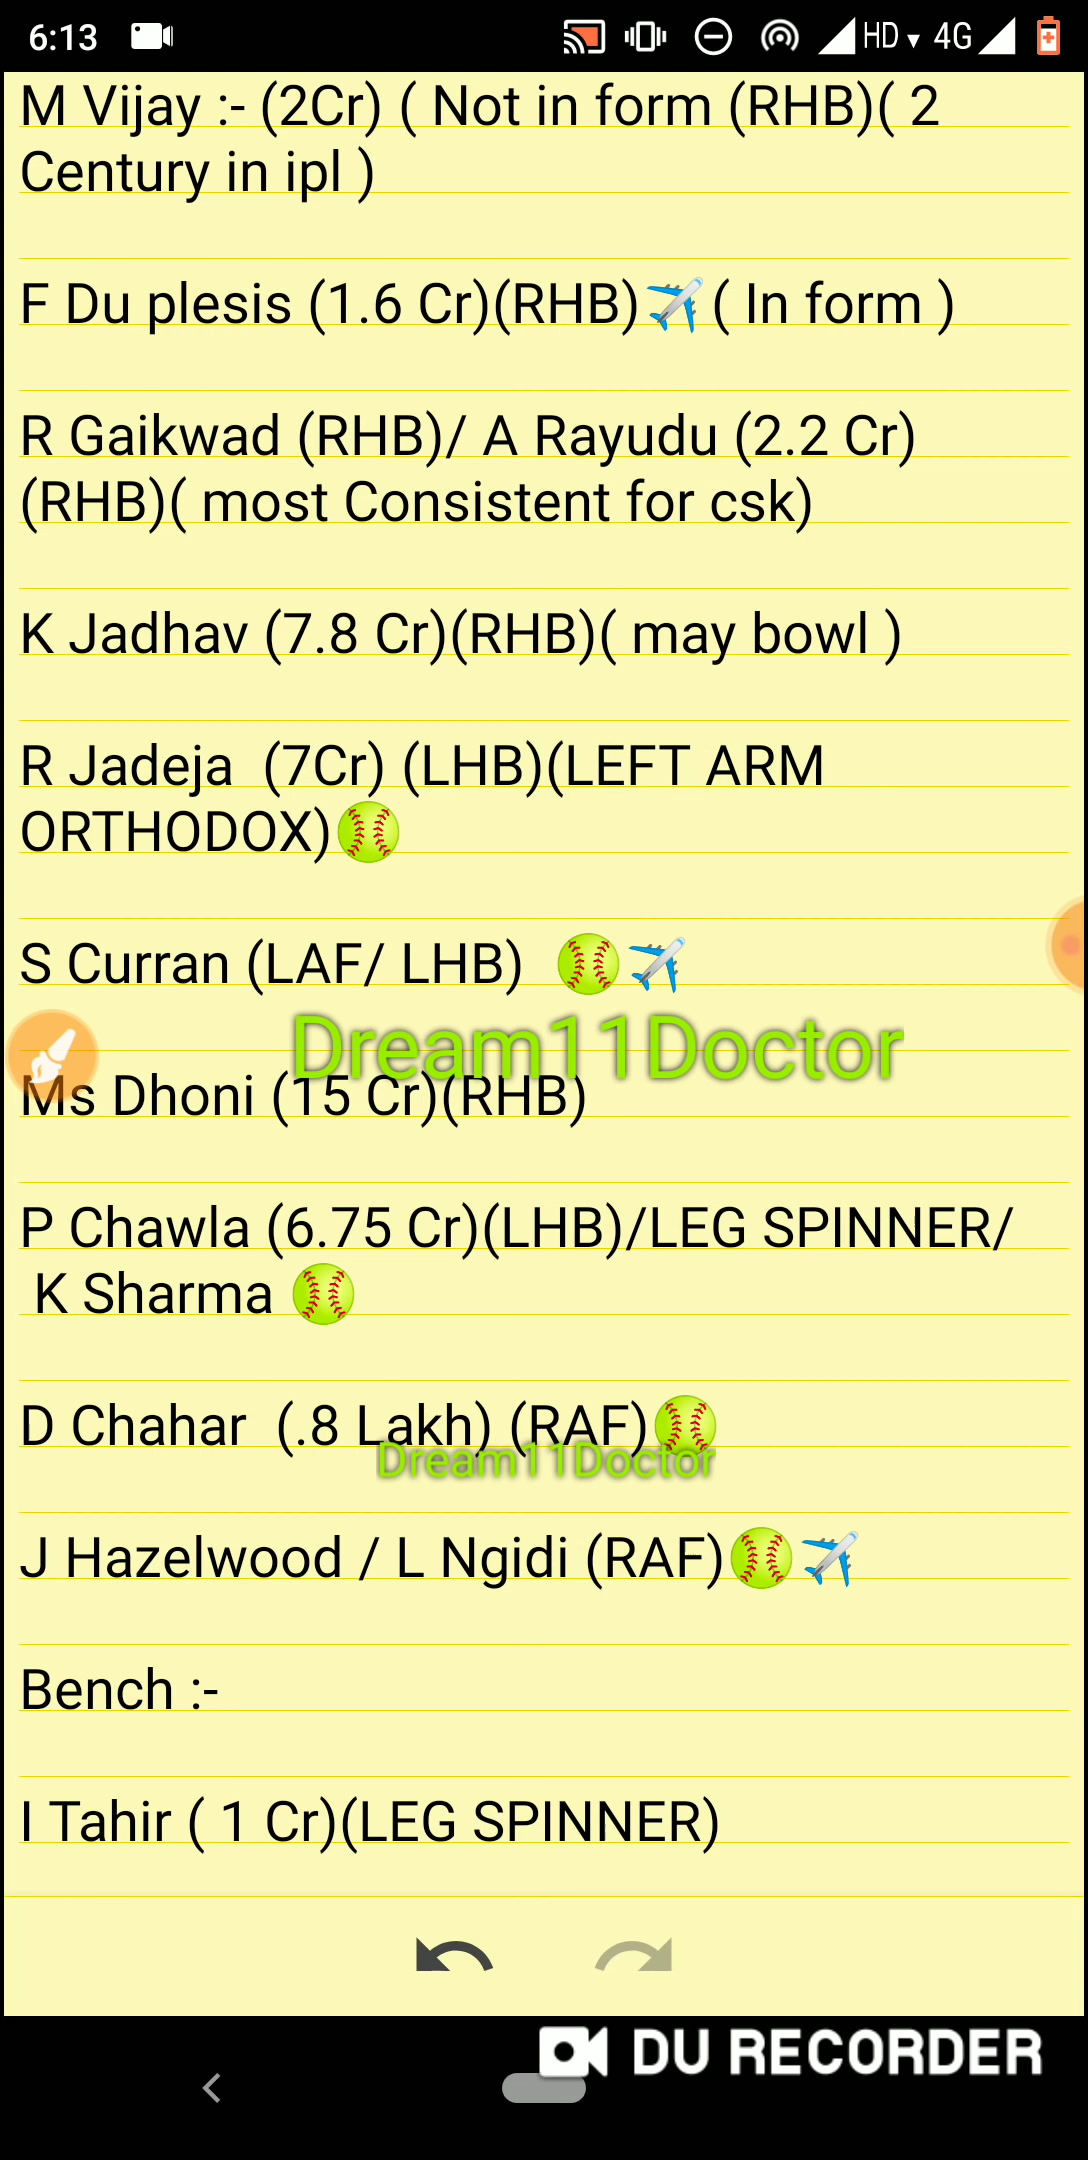 6:13 HD 4G
M Vijay :- (2Cr) ( Not in form (RHB)( 2
Century in ipl )
F Du plesis (1.6 Cr)(RHB)✈️( In form )
R Gaikwad (RHB)/ A Rayudu (2.2 Cr)
(RHB)( most Consistent for csk)
K Jadhav (7.8 Cr)(RHB)( may bowl )
R Jadeja (7Cr) (LHB)(LEFT ARM
ORTHODOX)🥎
S Curran (LAF/ LHB) 🥎✈️
Dream11Doctor
Ms Dhoni (15 Cr)(RHB)
P Chawla (6.75 Cr)(LHB)/LEG SPINNER/
K Sharma 🥎
D Chahar (.8 Lakh) (RAF)🥎
Dream11Doctor
J Hazelwood / L Ngidi (RAF)🥎✈️
Bench :-
I Tahir ( 1 Cr)(LEG SPINNER)
DU RECORDER